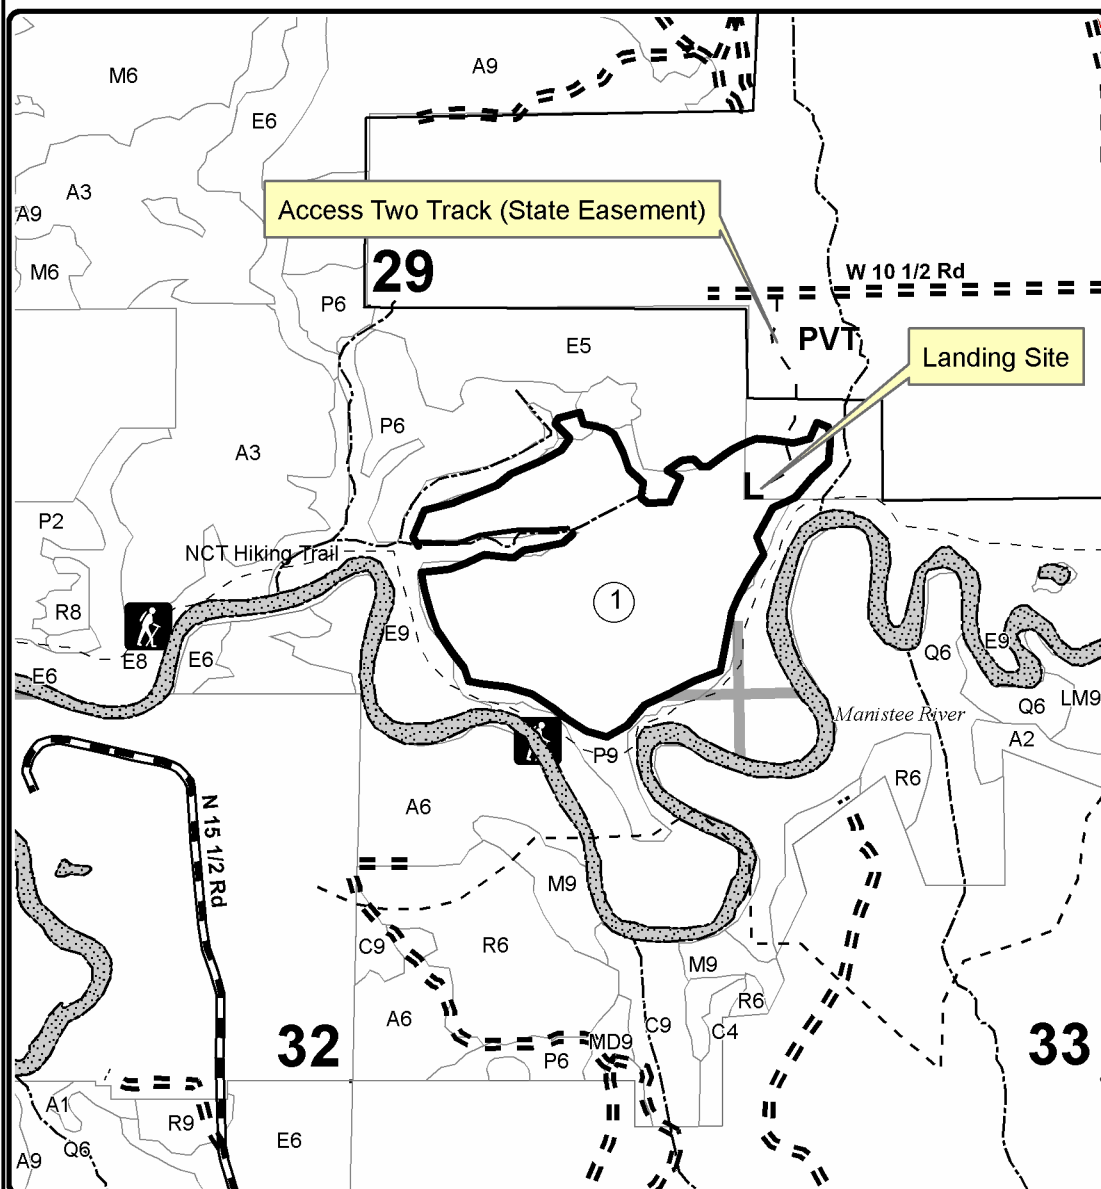 M6
A9
E6
A3
A9
Access Two Track (State Easement)
29
M6
W 10 1/2 Rd
P6
PVT
E5
Landing Site
P6
A3
P2
NCT Hiking Trail
1
R8
E9
E8
E6
Q6
E9
E6
LM9
Q6
Manistee River
A2
P9
R6
N 15 1/2 Rd
A6
M9
C9
R6
M9
R6
A6
C9
C4
32
MD9
33
P6
A1
R9
Q6
E6
A9